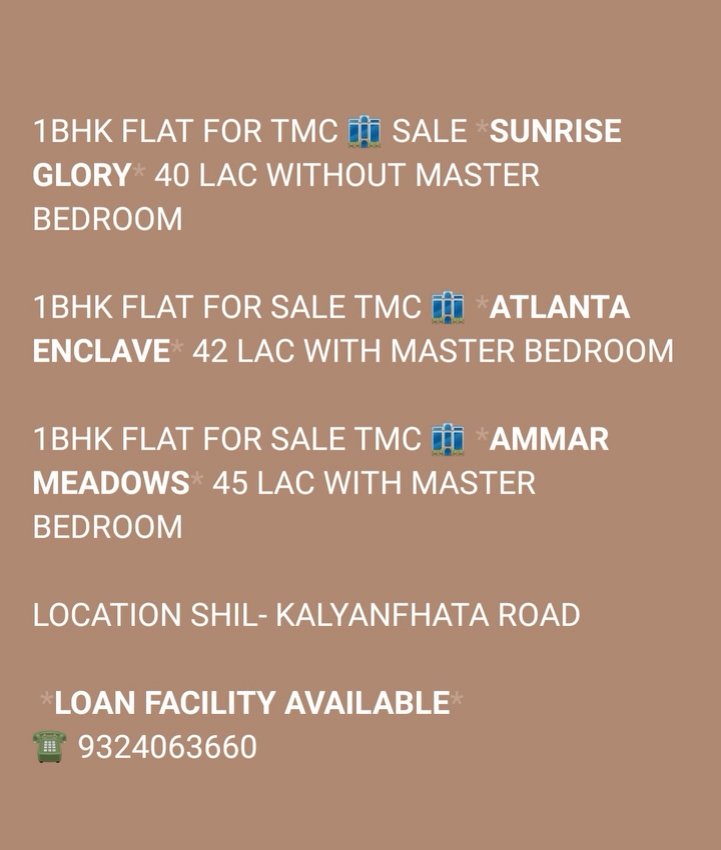 1BHK FLAT FOR TMC 🏬 SALE *SUNRISE
GLORY* 40 LAC WITHOUT MASTER
BEDROOM
1BHK FLAT FOR SALE TMC 🏬 *ATLANTA
ENCLAVE* 42 LAC WITH MASTER BEDROOM
1BHK FLAT FOR SALE TMC 🏬 *AMMAR
MEADOWS* 45 LAC WITH MASTER
BEDROOM
LOCATION SHIL- KALYANFHATA ROAD
*LOAN FACILITY AVAILABLE*
☎️ 9324063660